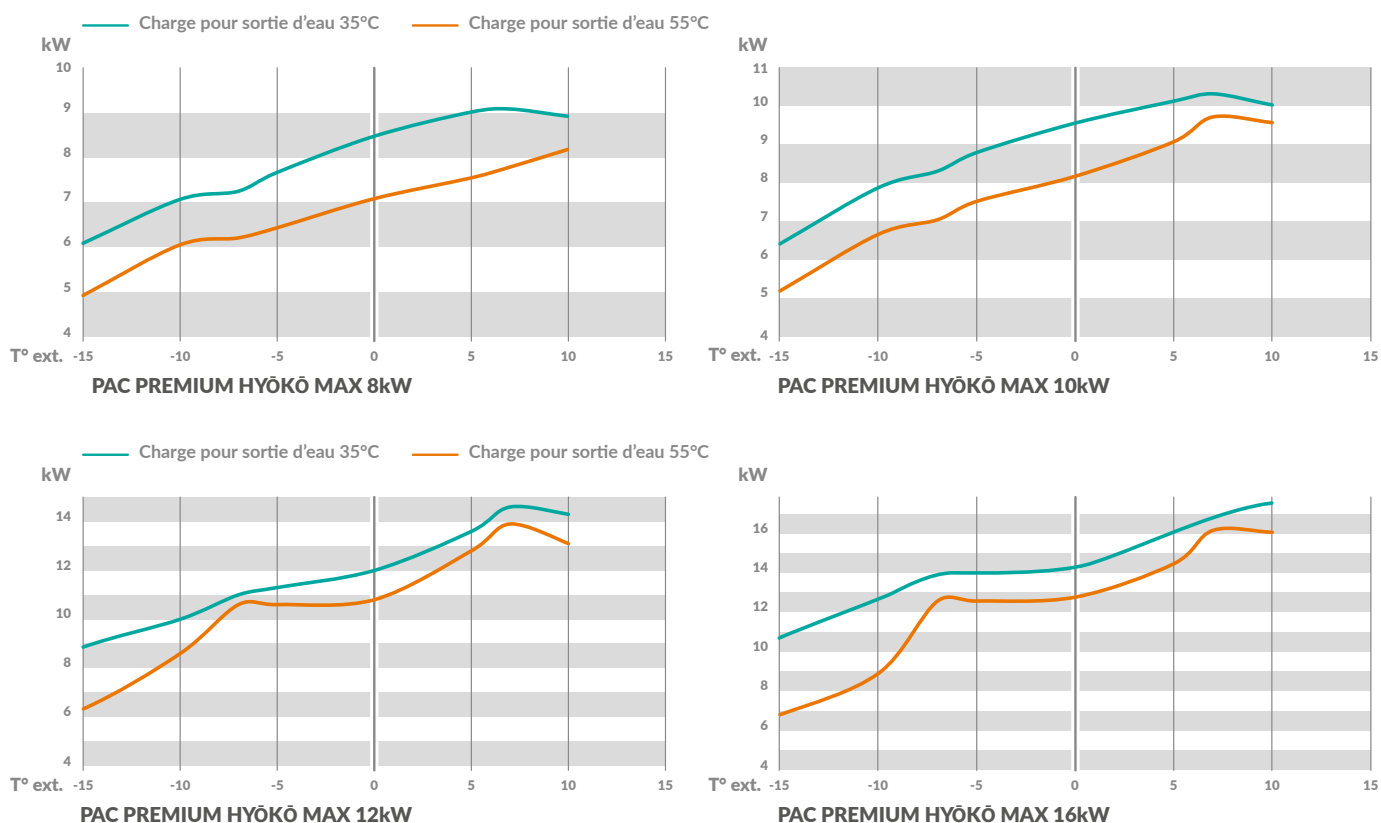 Charge pour sortie d'eau 35°C Charge pour sortie d'eau 55°C
kW
10
9
8
7
6
5
4
T° ext. -15 -10 -5 0 5 10 15
PAC PREMIUM HYŌKŌ MAX 8kW
kW
11
10
9
8
7
6
5
4
T° ext. -15 -10 -5 0 5 10 15
PAC PREMIUM HYŌKŌ MAX 10kW
Charge pour sortie d'eau 35°C Charge pour sortie d'eau 55°C
kW
14
12
10
8
6
4
T° ext. -15 -10 -5 0 5 10 15
PAC PREMIUM HYŌKŌ MAX 12kW
kW
16
14
12
10
8
6
4
T° ext. -15 -10 -5 0 5 10 15
PAC PREMIUM HYŌKŌ MAX 16kW